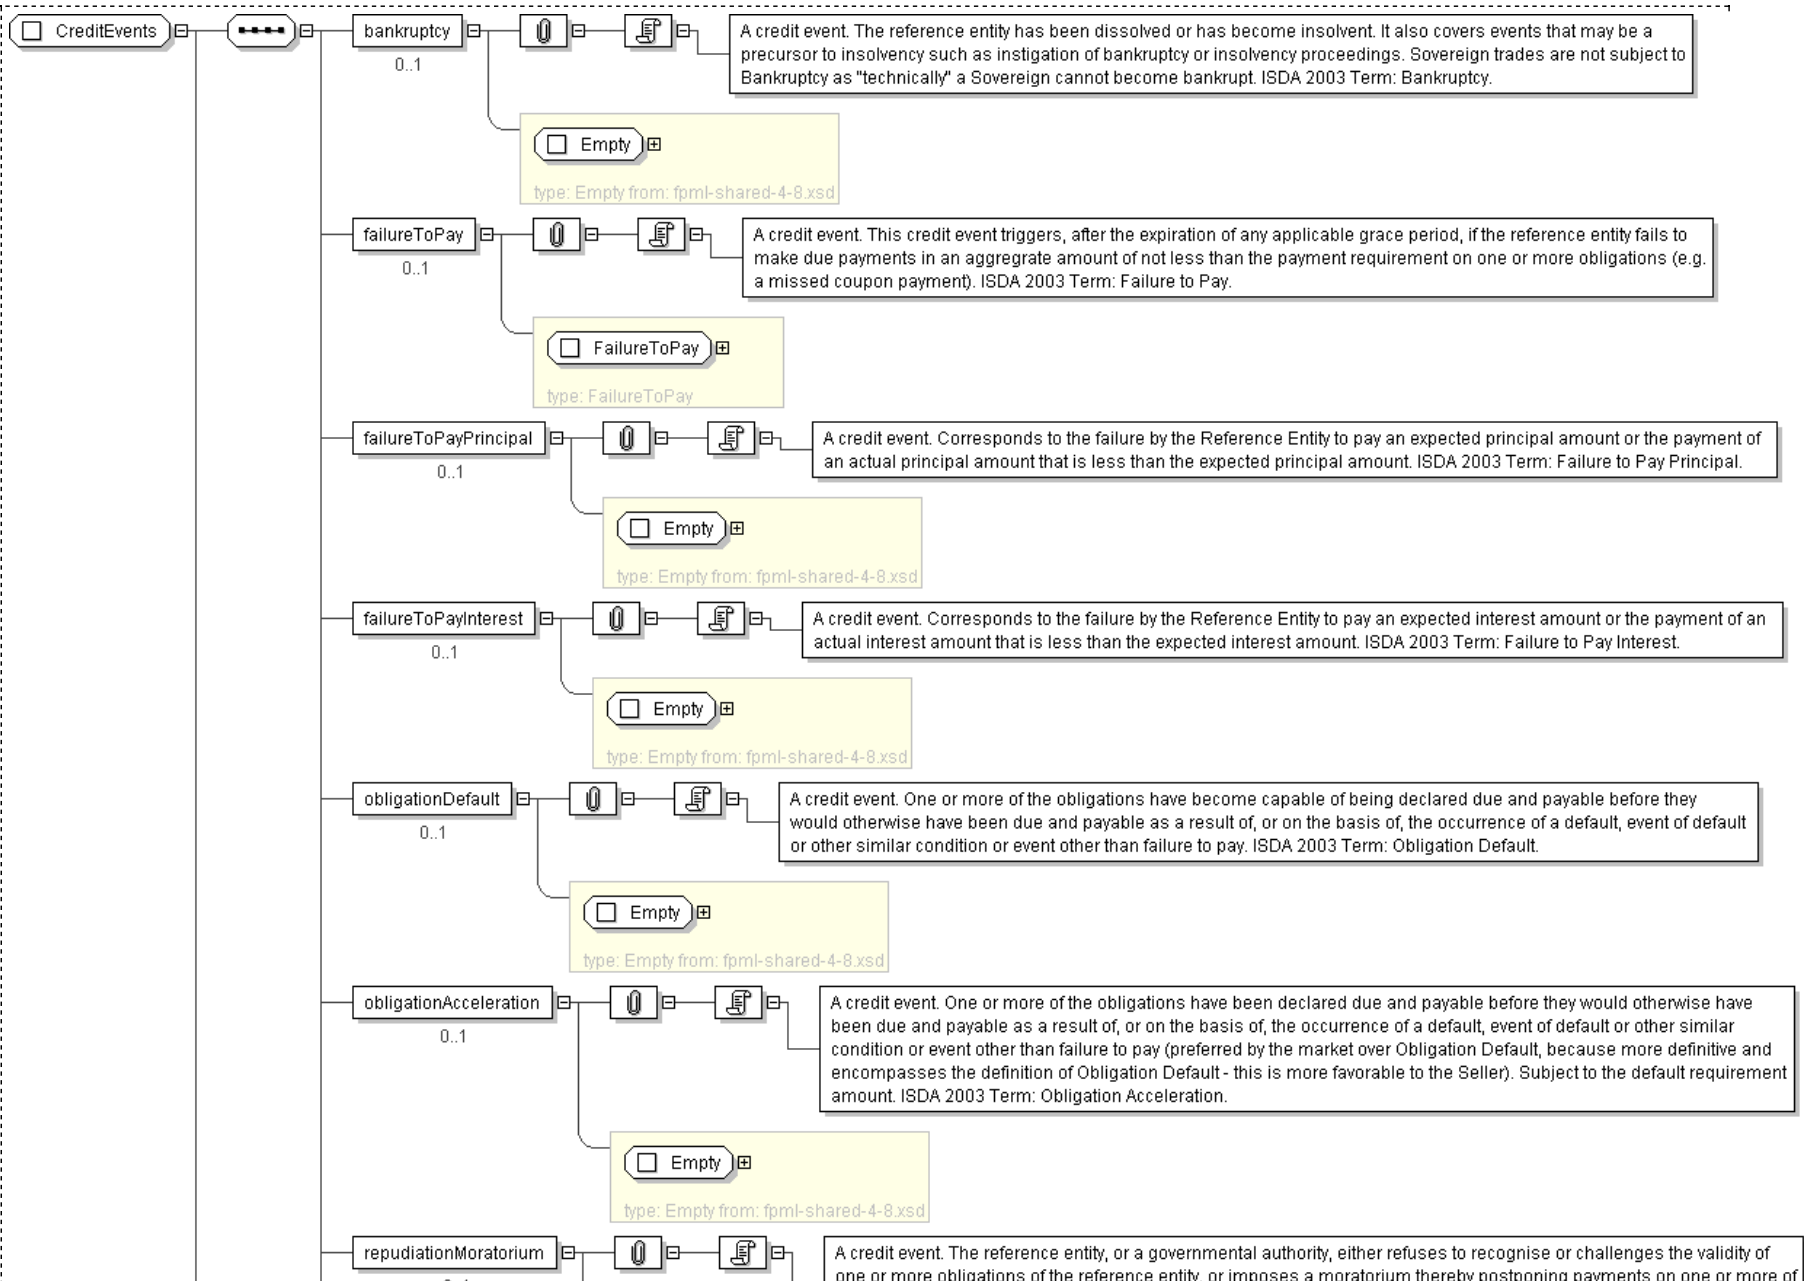 CreditEvents
bankruptcy
0..1
A credit event. The reference entity has been dissolved or has become insolvent. It also covers events that may be a
precursor to insolvency such as instigation of bankruptcy or insolvency proceedings. Sovereign trades are not subject to
Bankruptcy as "technically" a Sovereign cannot become bankrupt. ISDA 2003 Term: Bankruptcy.
Empty
type: Empty from: fpml-shared-4-8.xsd
failureToPay
0..1
A credit event. This credit event triggers, after the expiration of any applicable grace period, if the reference entity fails to
make due payments in an aggregrate amount of not less than the payment requirement on one or more obligations (e.g.
a missed coupon payment). ISDA 2003 Term: Failure to Pay.
FailureToPay
type: FailureToPay
failureToPayPrincipal
0..1
A credit event. Corresponds to the failure by the Reference Entity to pay an expected principal amount or the payment of
an actual principal amount that is less than the expected principal amount. ISDA 2003 Term: Failure to Pay Principal.
Empty
type: Empty from: fpml-shared-4-8.xsd
failureToPayInterest
0..1
A credit event. Corresponds to the failure by the Reference Entity to pay an expected interest amount or the payment of an
actual interest amount that is less than the expected interest amount. ISDA 2003 Term: Failure to Pay Interest.
Empty
type: Empty from: fpml-shared-4-8.xsd
obligationDefault
0..1
A credit event. One or more of the obligations have become capable of being declared due and payable before they
would otherwise have been due and payable as a result of, or on the basis of, the occurrence of a default, event of default
or other similar condition or event other than failure to pay. ISDA 2003 Term: Obligation Default.
Empty
type: Empty from: fpml-shared-4-8.xsd
obligationAcceleration
0..1
A credit event. One or more of the obligations have been declared due and payable before they would otherwise have
been due and payable as a result of, or on the basis of, the occurrence of a default, event of default or other similar
condition or event other than failure to pay (preferred by the market over Obligation Default, because more definitive and
encompasses the definition of Obligation Default - this is more favorable to the Seller). Subject to the default requirement
amount. ISDA 2003 Term: Obligation Acceleration.
Empty
type: Empty from: fpml-shared-4-8.xsd
repudiationMoratorium
A credit event. The reference entity, or a governmental authority, either refuses to recognise or challenges the validity of
one or more obligations of the reference entity, or imposes a moratorium thereby postponing payments on one or more of